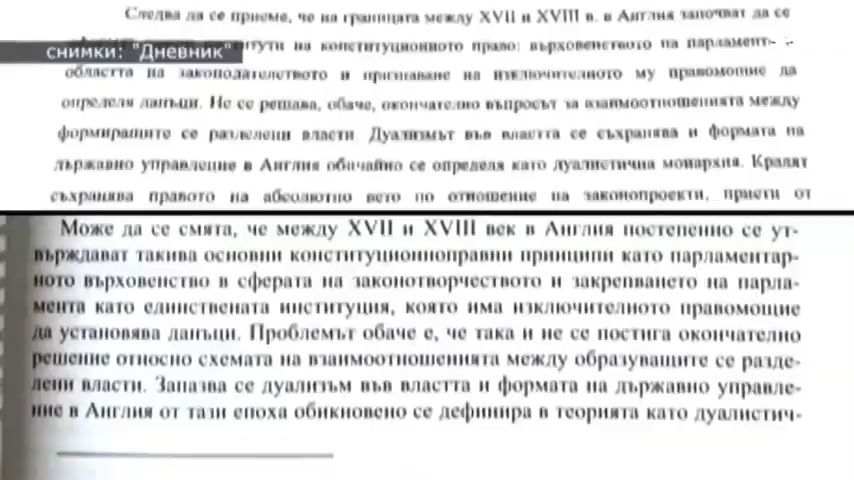 Следва да се приеме, че на границата между XVII и XVIII в. в Англия започват да се
снимки: "Дневник"
на конституционното право: върховенството на парламент-
областта на законодателството и признаване на изключителното му правомощие да
определя данъци. Не се решава, обаче, окончателно въпросът за взаимоотношенията между
формиращите се разделени власти. Дуализмът във властта се съхранява и формата на
държавно управление в Англия обичайно се определя като дуалистична монархия. Кралят
съхранява правото на абсолютно вето по отношение на законопроекти, приети от
Може да се смята, че между XVII и XVIII век в Англия постепенно се ут-
върждават такива основни конституционноправни принципи като парламентар-
ното върховенство в сферата на законотворчеството и закрепването на парла-
мента като единствената институция, която има изключителното правомощие
да установява данъци. Проблемът обаче е, че така и не се постига окончателно
решение относно схемата на взаимоотношенията между образуващите се разде-
лени власти. Запазва се дуализъм във властта и формата на държавно управле-
ние в Англия от тази епоха обикновено се дефинира в теорията като дуалистич-